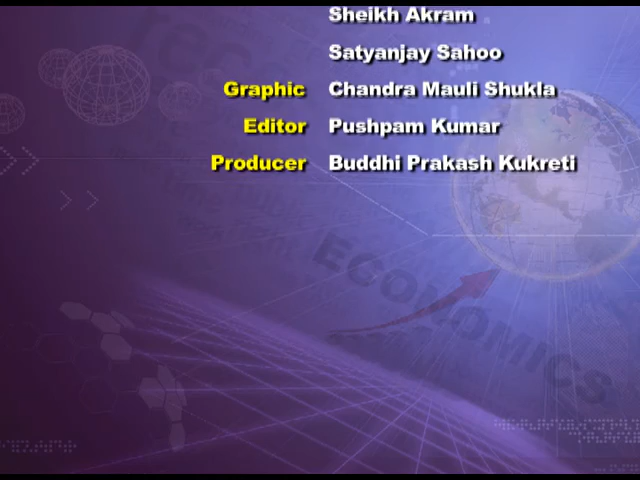 Sheikh Akram
Satyanjay Sahoo
Graphic Chandra Mauli Shukla
Editor Pushpam Kumar
Producer Buddhi Prakash Kukreti
ECONOMICS